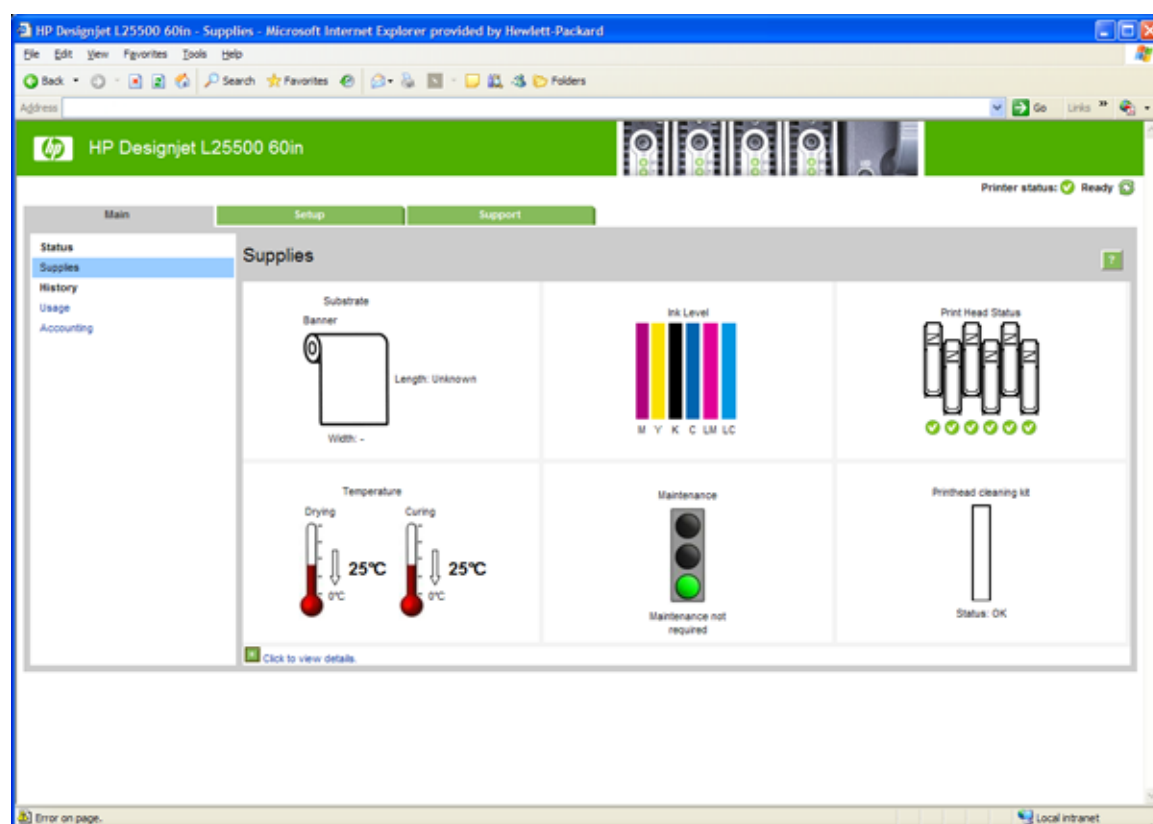 HP Designjet L25500 60in - Supplies - Microsoft Internet Explorer provided by Hewlett-Packard
File Edit View Favorites Tools Help
Back Search Favorites Folders
Address Go Links »
hp HP Designjet L25500 60in
Printer status: Ready
Main Setup Support
Status
Supplies
History
Usage
Accounting
Supplies
?
Substrate
Banner
Length: Unknown
Width: -
Ink Level
M Y K C LM LC
Print Head Status
Temperature
Drying Curing
25°C 25°C
0°C 0°C
Maintenance
Maintenance not
required
Printhead cleaning kit
Status: OK
Click to view details.
Error on page. Local intranet